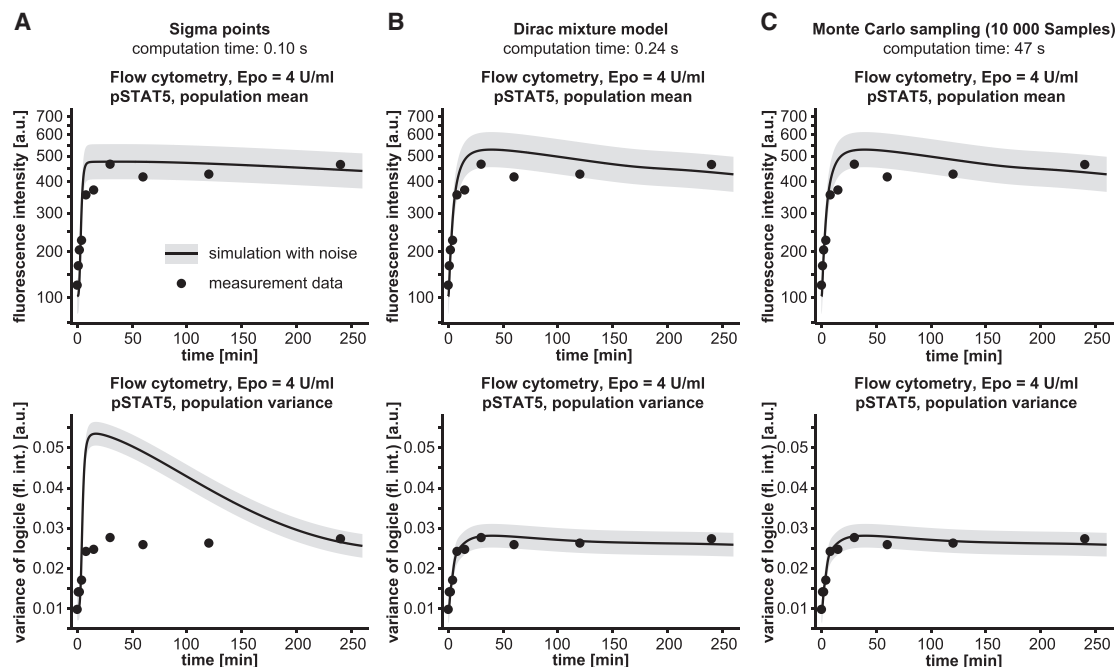 A
Sigma points
computation time: 0.10 s
Flow cytometry, Epo = 4 U/ml
pSTAT5, population mean
fluorescence intensity [a.u.]
700
600
500
400
300
200
100
simulation with noise
measurement data
0 50 100 150 200 250
time [min]
Flow cytometry, Epo = 4 U/ml
pSTAT5, population variance
variance of logicle (fl. int.) [a.u.]
0.05
0.04
0.03
0.02
0.01
0 50 100 150 200 250
time [min]
B
Dirac mixture model
computation time: 0.24 s
Flow cytometry, Epo = 4 U/ml
pSTAT5, population mean
fluorescence intensity [a.u.]
700
600
500
400
300
200
100
0 50 100 150 200 250
time [min]
Flow cytometry, Epo = 4 U/ml
pSTAT5, population variance
variance of logicle (fl. int.) [a.u.]
0.05
0.04
0.03
0.02
0.01
0 50 100 150 200 250
time [min]
C
Monte Carlo sampling (10 000 Samples)
computation time: 47 s
Flow cytometry, Epo = 4 U/ml
pSTAT5, population mean
fluorescence intensity [a.u.]
700
600
500
400
300
200
100
0 50 100 150 200 250
time [min]
Flow cytometry, Epo = 4 U/ml
pSTAT5, population variance
variance of logicle (fl. int.) [a.u.]
0.05
0.04
0.03
0.02
0.01
0 50 100 150 200 250
time [min]